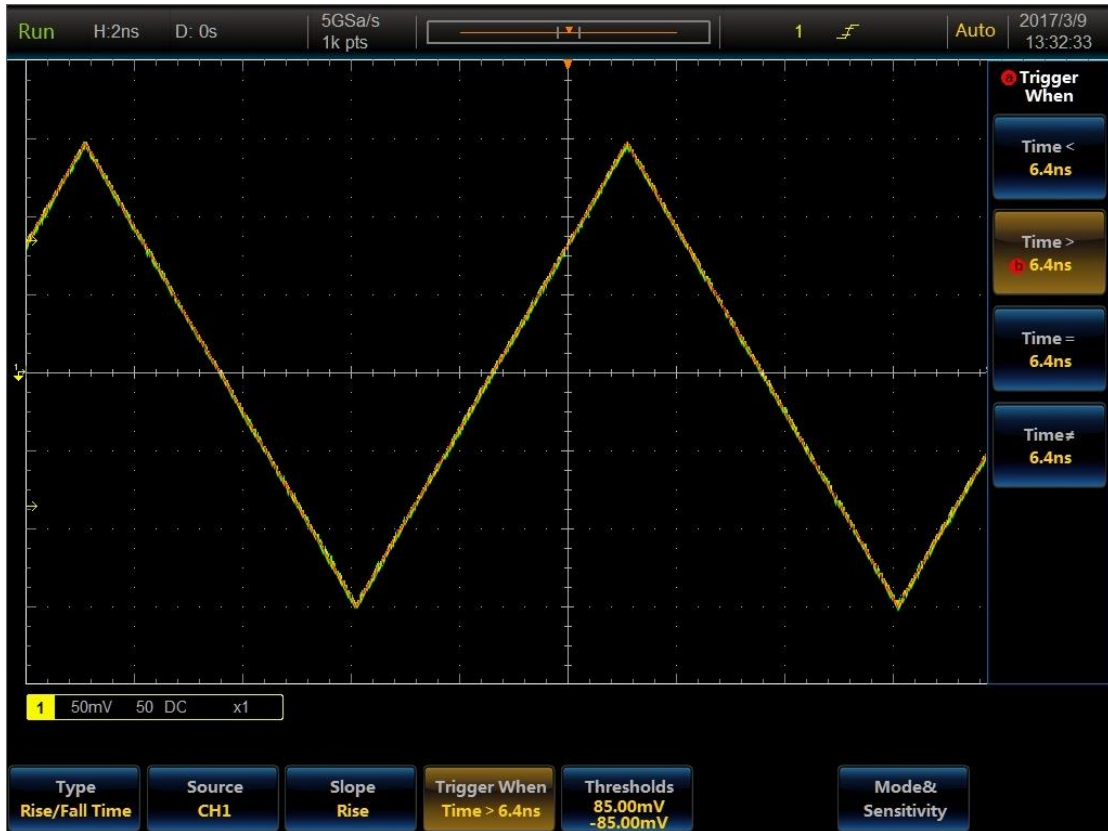 Run H:2ns D: 0s 5GSa/s 1 Auto 2017/3/9
1k pts 13:32:33
a Trigger
When
Time <
6.4ns
Time >
b 6.4ns
Time =
6.4ns
Time≠
6.4ns
1
1 50mV 50 DC x1
Type Source Slope Trigger When Thresholds Mode&
Rise/Fall Time CH1 Rise Time > 6.4ns 85.00mV Sensitivity
-85.00mV